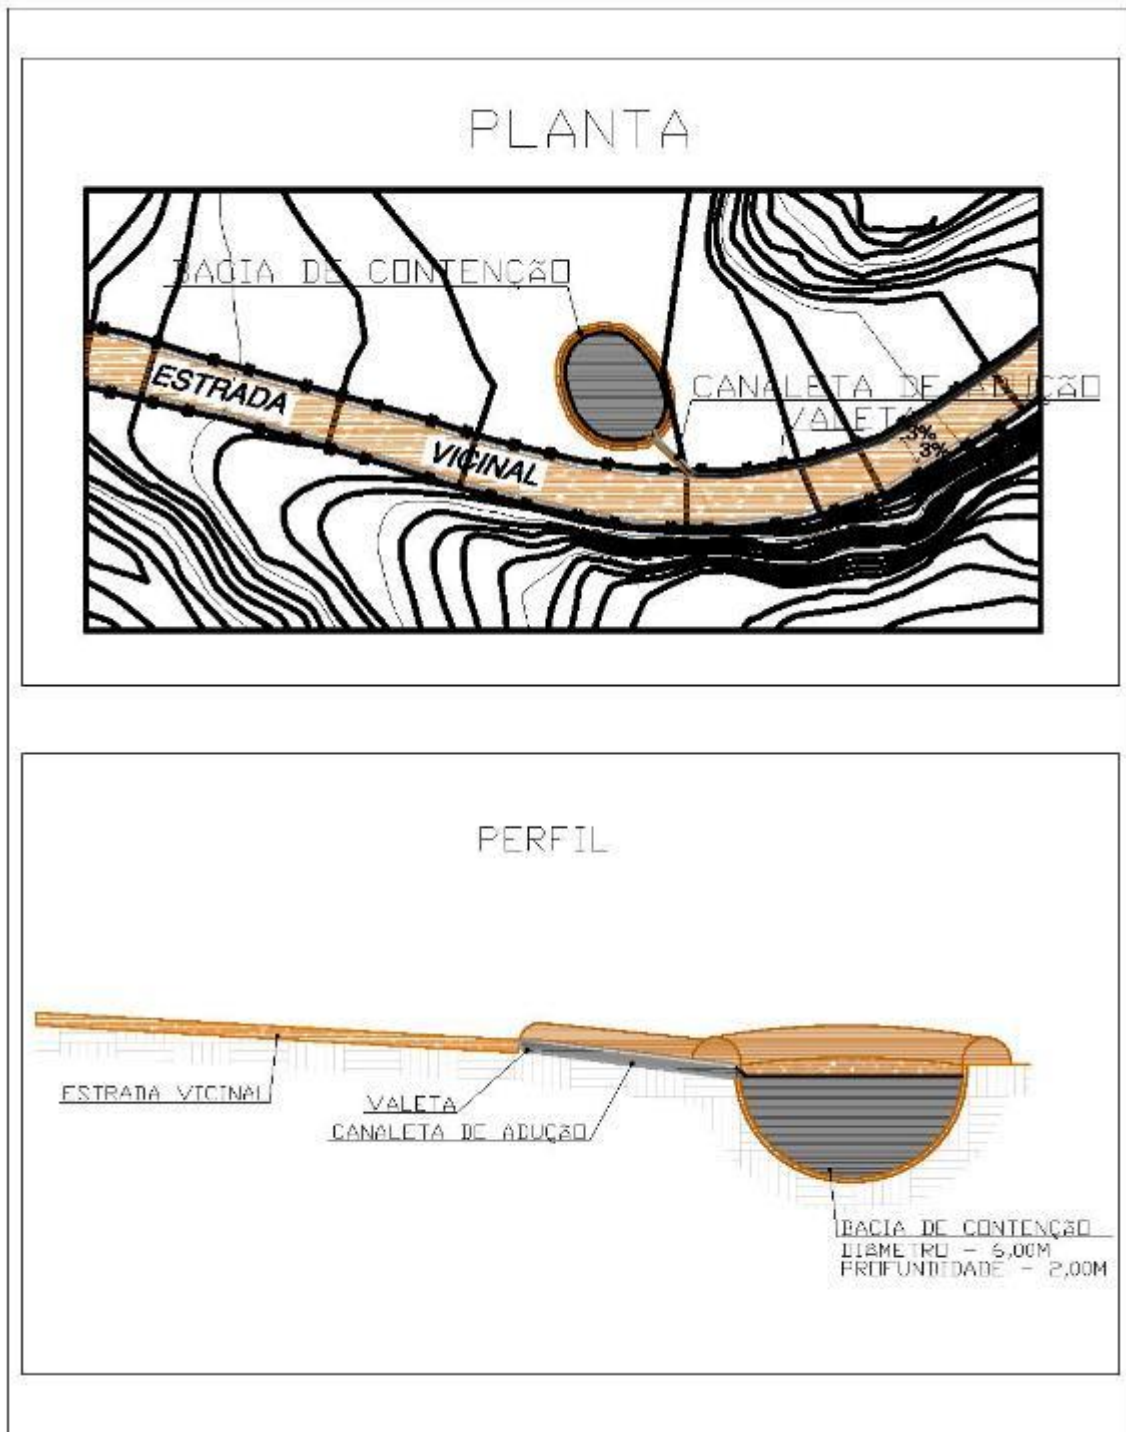 PLANTA
BACIA DE CONTENÇÃO
ESTRADA
VICINAL
CANALETA DE ADUÇÃO
VALETA
3%
3%
PERFIL
ESTRADA VICINAL
VALETA
CANALETA DE ADUÇÃO
BACIA DE CONTENÇÃO
DIÂMETRO - 6,00M
PROFUNDIDADE - 2,00M